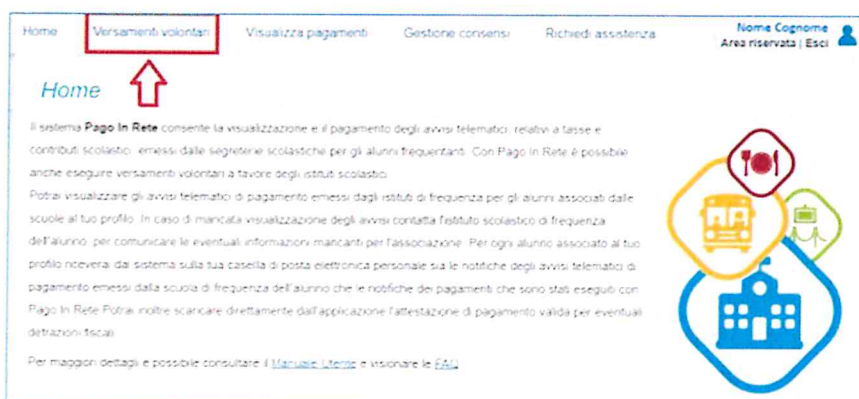 Home Versamenti volontari Visualizza pagamenti Gestione consensi Richiedi assistenza Nome Cognome
Area riservata | Esci
Home
Il sistema Pago In Rete consente la visualizzazione e il pagamento degli avvisi telematici, relativi a tasse e
contributi scolastici, emessi dalle segreterie scolastiche per gli alunni frequentanti. Con Pago In Rete è possibile
anche eseguire versamenti volontari a favore degli istituti scolastici.
Potrai visualizzare gli avvisi telematici di pagamento emessi dagli istituti di frequenza per gli alunni associati dalle
scuole al tuo profilo. In caso di mancata visualizzazione degli avvisi contatta l'istituto scolastico di frequenza
dell'alunno, per comunicare le eventuali informazioni mancanti per l'associazione. Per ogni alunno associato al tuo
profilo riceverai dal sistema sulla tua casella di posta elettronica personale sia le notifiche degli avvisi telematici di
pagamento emessi dalla scuola di frequenza dell'alunno che le notifiche dei pagamenti che sono stati eseguiti con
Pago In Rete Potrai inoltre scaricare direttamente dall'applicazione l'attestazione di pagamento valida per eventuali
detrazioni fiscali.
Per maggiori dettagli è possibile consultare il Manuale Utente e visionare le FAQ